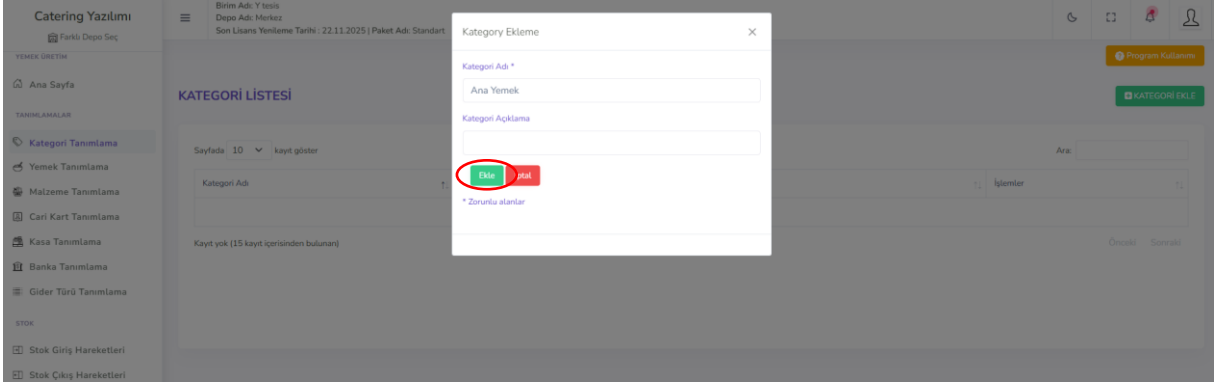 Catering Yazılımı
Farklı Depo Seç
YEMEK ÜRETİM
Ana Sayfa
TANIMLAMALAR
Kategori Tanımlama
Yemek Tanımlama
Malzeme Tanımlama
Cari Kart Tanımlama
Kasa Tanımlama
Banka Tanımlama
Gider Türü Tanımlama
STOK
Stok Giriş Hareketleri
Stok Çıkış Hareketleri
Birim Adı: Y tesis
Depo Adı: Merkez
Son Lisans Yenileme Tarihi : 22.11.2025 | Paket Adı: Standart
Program Kullanımı
KATEGORİ LİSTESİ
KATEGORİ EKLE
Sayfada 10 kayıt göster
Ara:
Kategori Adı
İşlemler
Kayıt yok (15 kayıt içerisinden bulunan)
Önceki Sonraki
Kategory Ekleme
Kategori Adı *
Ana Yemek
Kategori Açıklama
Ekle
ptal
* Zorunlu alanlar